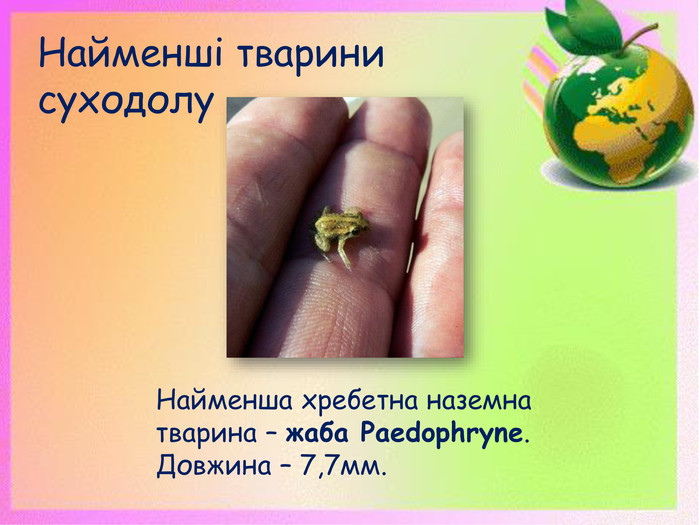 Найменші тварини
суходолу
Найменша хребетна наземна
тварина – жаба Paedophryne.
Довжина – 7,7мм.